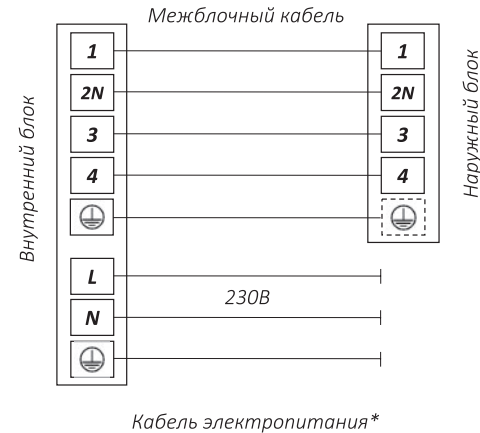 Межблочный кабель
Внутренний блок
Наружный блок
1 1
2N 2N
3 3
4 4
L
230В
N
Кабель электропитания*